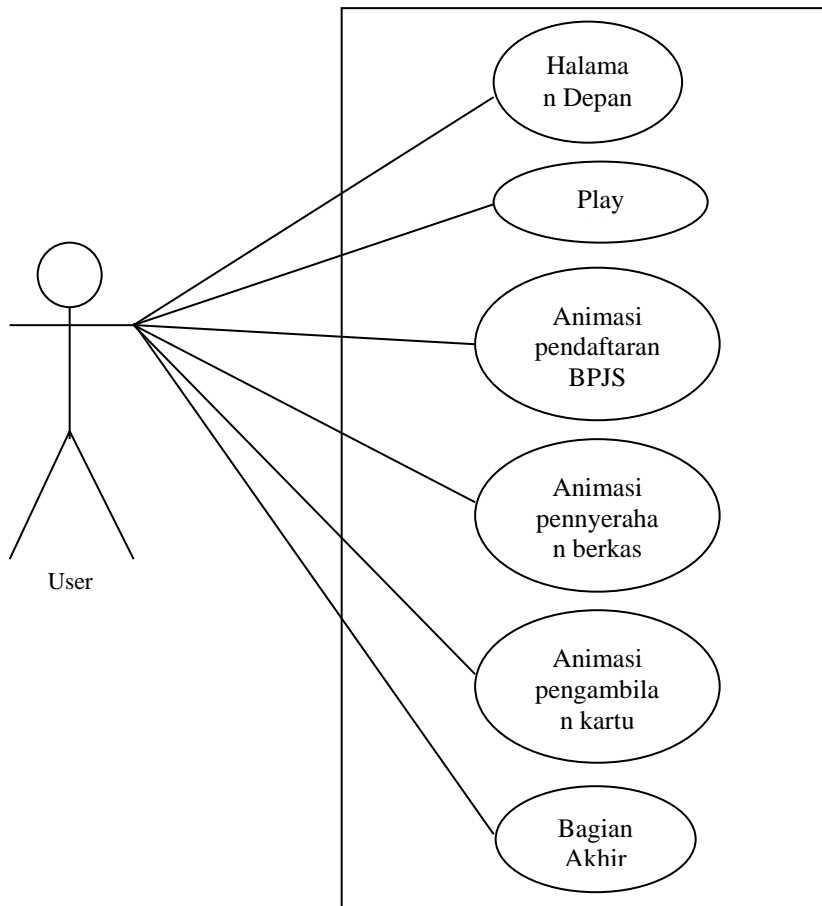 Halama
n Depan
Play
Animasi
pendaftaran
BPJS
Animasi
pennyeraha
n berkas
User
Animasi
pengambila
n kartu
Bagian
Akhir